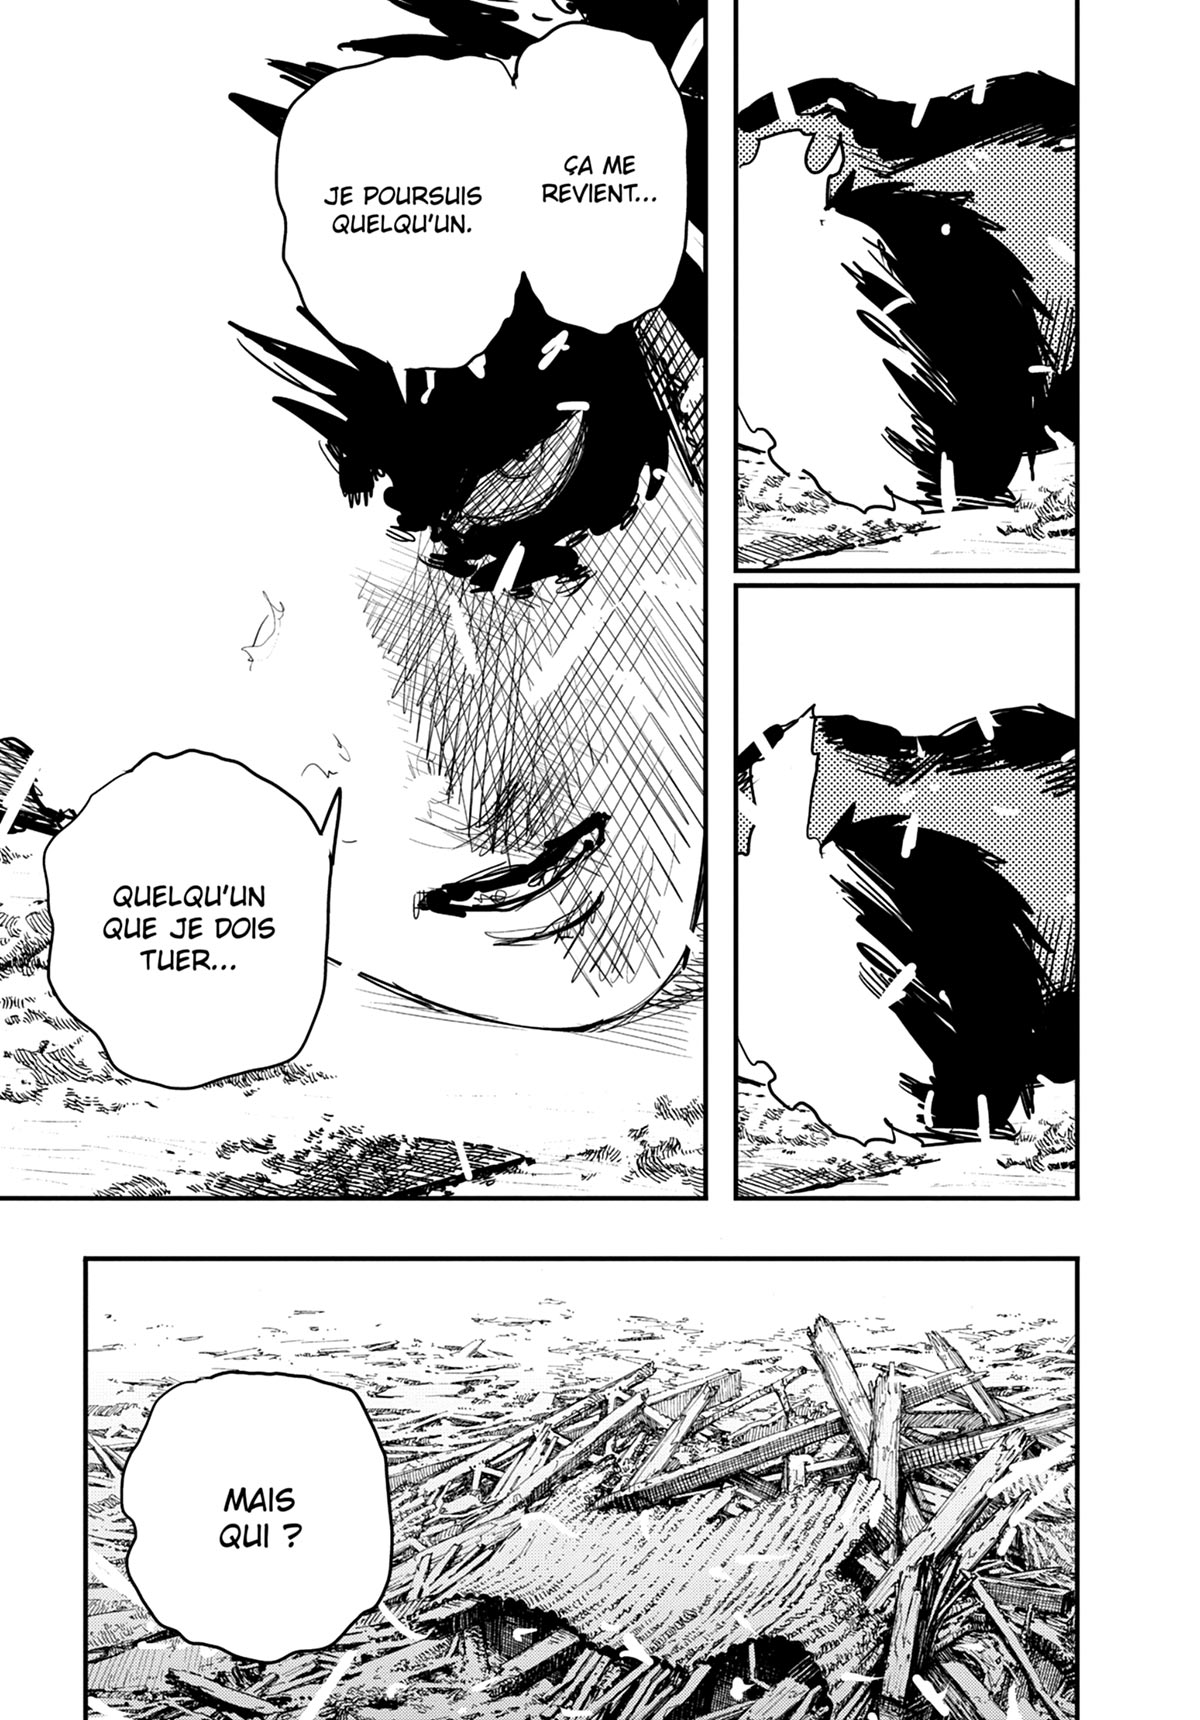 ÇA ME
REVIENT...
JE POURSUIS
QUELQU'UN.
QUELQU'UN
QUE JE DOIS
TUER...
MAIS
QUI ?